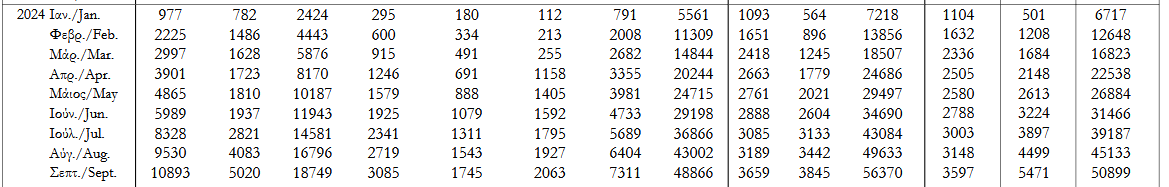 2024 Ιαν./Jan. 977 782 2424 295 180 112 791 5561 1093 564 7218 1104 501 6717
Φεβρ./Feb. 2225 1486 4443 600 334 213 2008 11309 1651 896 13856 1632 1208 12648
Μάρ./Mar. 2997 1628 5876 915 491 255 2682 14844 2418 1245 18507 2336 1684 16823
Απρ./Apr. 3901 1723 8170 1246 691 1158 3355 20244 2663 1779 24686 2505 2148 22538
Μάιος/May 4865 1810 10187 1579 888 1405 3981 24715 2761 2021 29497 2580 2613 26884
Ιούν./Jun. 5989 1937 11943 1925 1079 1592 4733 29198 2888 2604 34690 2788 3224 31466
Ιούλ./Jul. 8328 2821 14581 2341 1311 1795 5689 36866 3085 3133 43084 3003 3897 39187
Αύγ./Aug. 9530 4083 16796 2719 1543 1927 6404 43002 3189 3442 49633 3148 4499 45133
Σεπτ./Sept. 10893 5020 18749 3085 1745 2063 7311 48866 3659 3845 56370 3597 5471 50899